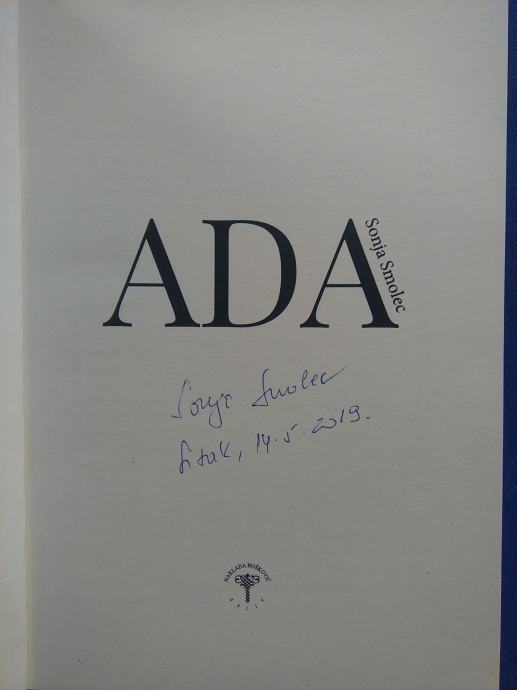 ADA
Sonja Smolec
Sonja Smolec
Sisak, 14.5.2019.
NAKLADA BOŠKOVIĆ
SPLIT